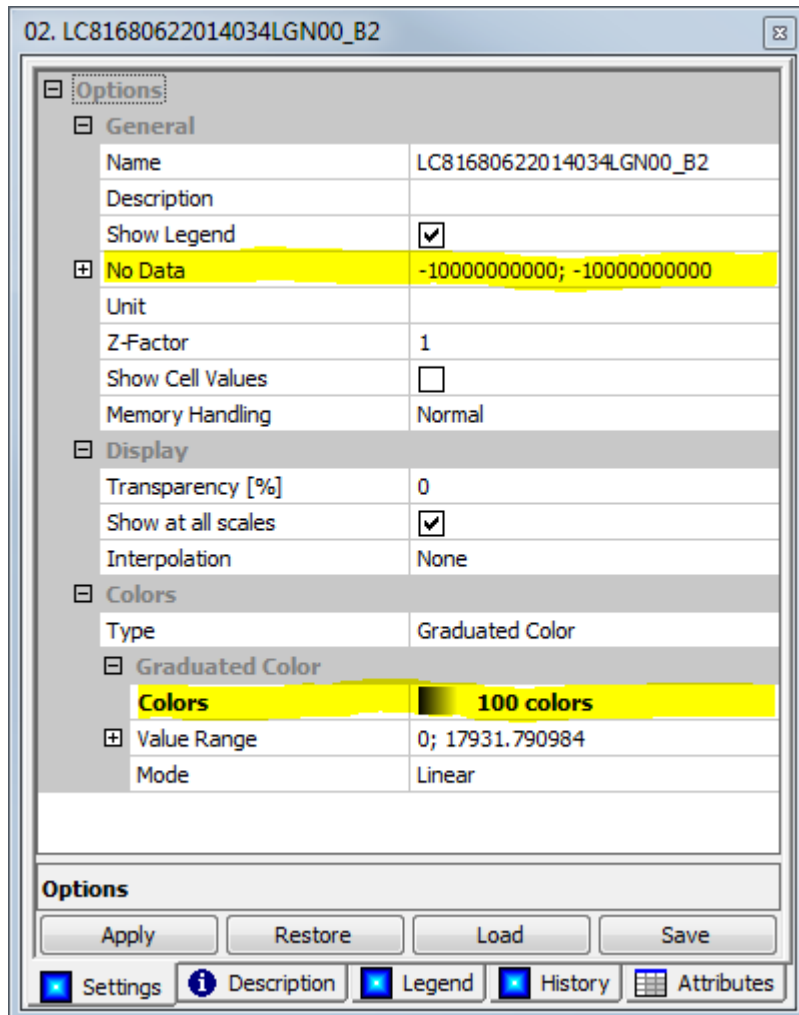 02. LC81680622014034LGN00_B2
Options
General
Name LC81680622014034LGN00_B2
Description
Show Legend
No Data -10000000000; -10000000000
Unit
Z-Factor 1
Show Cell Values
Memory Handling Normal
Display
Transparency [%] 0
Show at all scales
Interpolation None
Colors
Type Graduated Color
Graduated Color
Colors 100 colors
Value Range 0; 17931.790984
Mode Linear
Options
Apply Restore Load Save
Settings Description Legend History Attributes